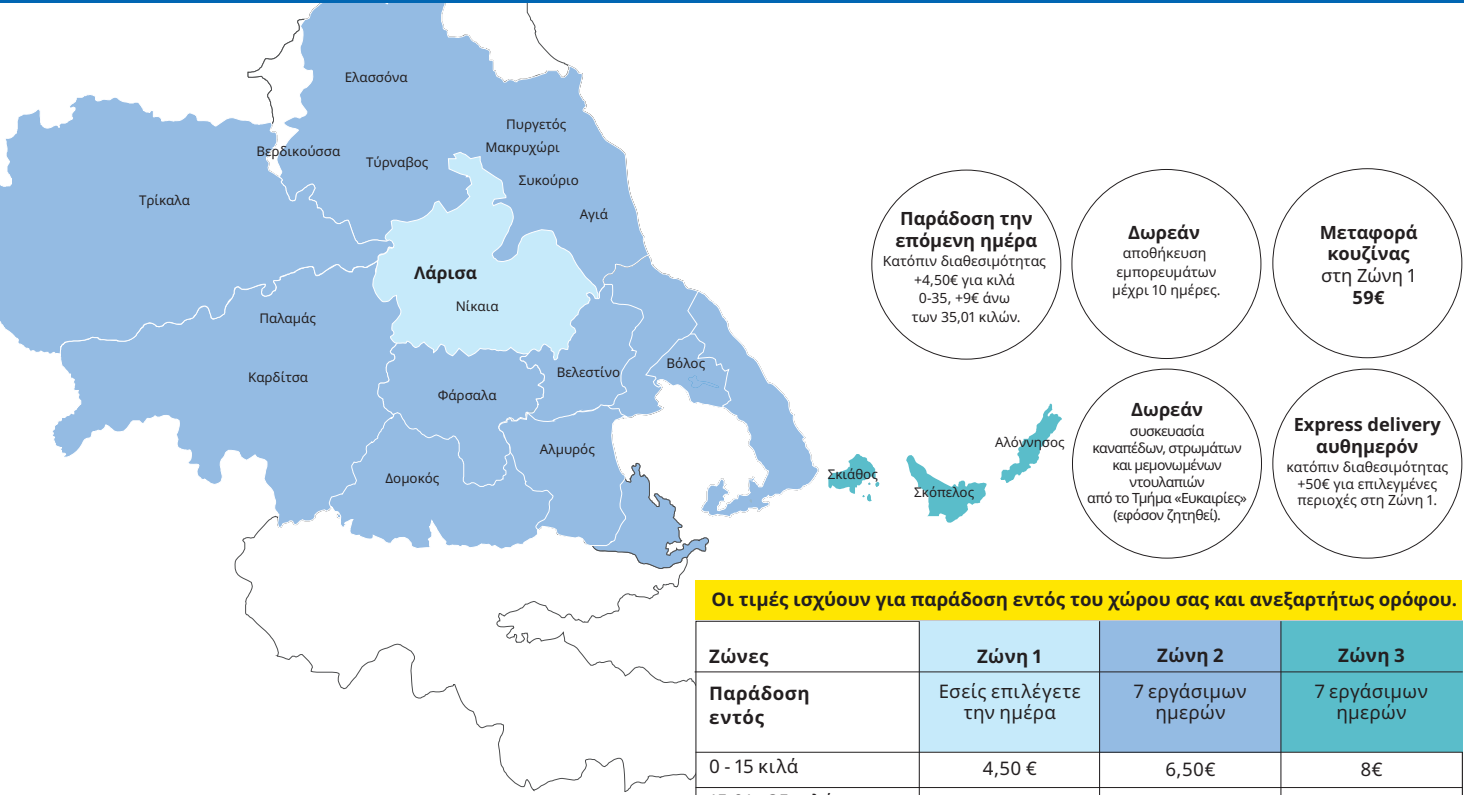 Ελασσόνα
Πυργετός
Μακρυχώρι
Βερδικούσσα
Τύρναβος
Συκούριο
Τρίκαλα
Αγιά
Λάρισα
Νίκαια
Παλαμάς
Καρδίτσα
Φάρσαλα
Βελεστίνο
Βόλος
Δομοκός
Αλμυρός
Σκιάθος
Σκόπελος
Αλόννησος
Παράδοση την
επόμενη ημέρα
Κατόπιν διαθεσιμότητας
+4,50€ για κιλά
0-35, +9€ άνω
των 35,01 κιλών.
Δωρεάν
αποθήκευση
εμπορευμάτων
μέχρι 10 ημέρες.
Μεταφορά
κουζίνας
στη Ζώνη 1
59€
Δωρεάν
συσκευασία
καναπέδων, στρωμάτων
και μεμονωμένων
ντουλαπιών
από το Τμήμα «Ευκαιρίες»
(εφόσον ζητηθεί).
Express delivery
αυθημερόν
κατόπιν διαθεσιμότητας
+50€ για επιλεγμένες
περιοχές στη Ζώνη 1.
Οι τιμές ισχύουν για παράδοση εντός του χώρου σας και ανεξαρτήτως ορόφου.
Ζώνες Ζώνη 1 Ζώνη 2 Ζώνη 3
Παράδοση
εντός
Εσείς επιλέγετε
την ημέρα
7 εργάσιμων
ημερών
7 εργάσιμων
ημερών
0 - 15 κιλά 4,50 € 6,50€ 8€